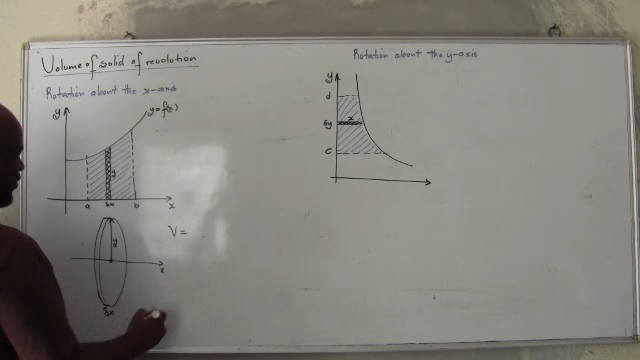 Volume of solid of revolution
Rotation about the x-axis
y
y=f(x)
y
a
δx
b
x
V=
δx
Rotation about the y-axis
y
d
δy
x
c